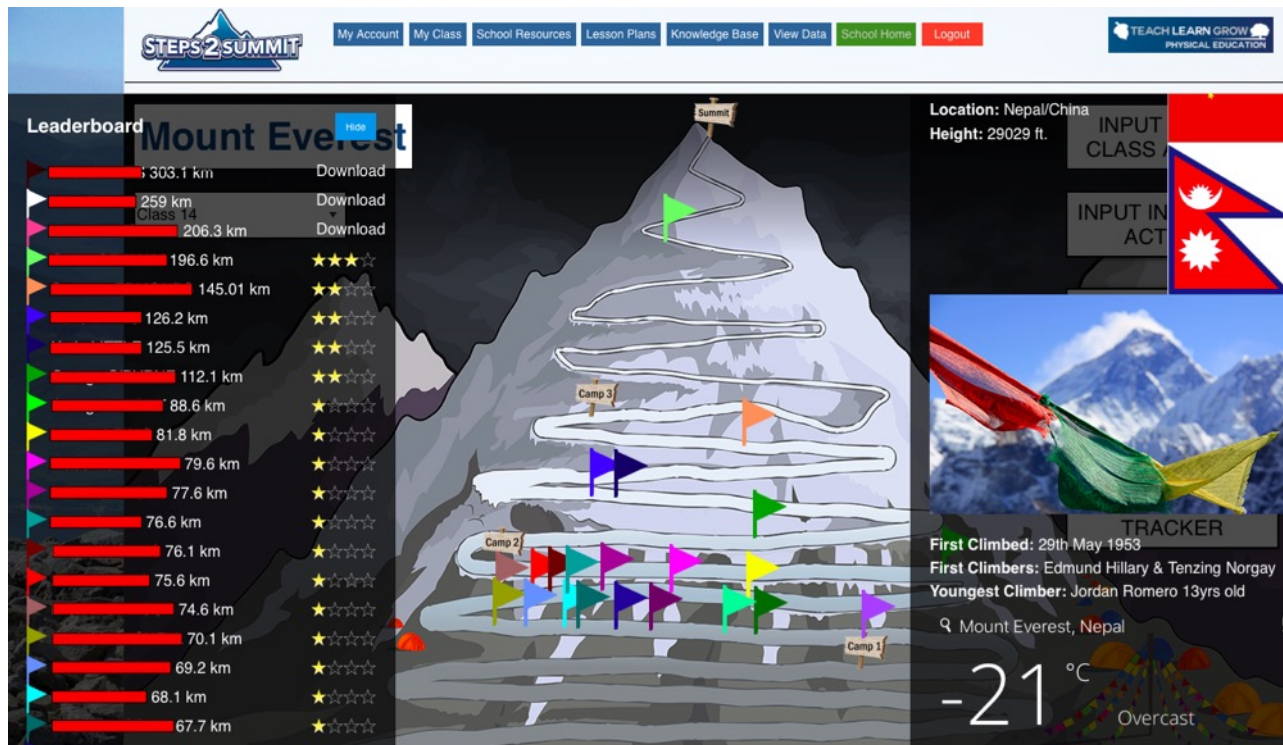 STEPS2SUMMIT
My Account
My Class
School Resources
Lesson Plans
Knowledge Base
View Data
School Home
Logout
TEACH LEARN GROW
PHYSICAL EDUCATION
Leaderboard
Hide
Mount Everest
303.1 km Download
259 km Download
Class 14
206.3 km Download
196.6 km
145.01 km
126.2 km
125.5 km
112.1 km
88.6 km
81.8 km
79.6 km
77.6 km
76.6 km
76.1 km
75.6 km
74.6 km
70.1 km
69.2 km
68.1 km
67.7 km
Summit
Camp 3
Camp 2
Camp 1
Location: Nepal/China
Height: 29029 ft.
INPUT
CLASS
INPUT
ACT
TRACKER
First Climbed: 29th May 1953
First Climbers: Edmund Hillary & Tenzing Norgay
Youngest Climber: Jordan Romero 13yrs old
Mount Everest, Nepal
-21 °C
Overcast